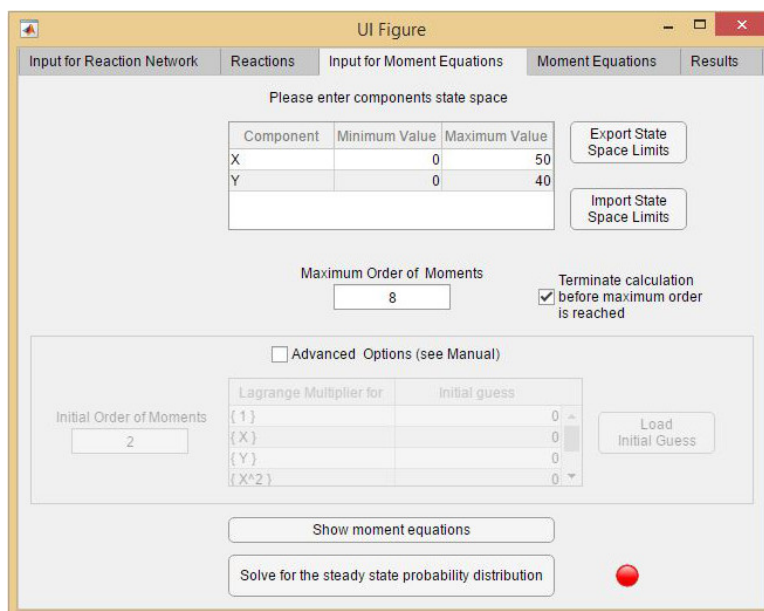 UI Figure
Input for Reaction Network Reactions Input for Moment Equations Moment Equations Results
Please enter components state space
Component Minimum Value Maximum Value
X 0 50
Y 0 40
Export State
Space Limits
Import State
Space Limits
Maximum Order of Moments
8
Terminate calculation
before maximum order
is reached
Advanced Options (see Manual)
Initial Order of Moments
2
Lagrange Multiplier for Initial guess
{ 1 } 0
{ X } 0
{ Y } 0
{ X^2 } 0
Load
Initial Guess
Show moment equations
Solve for the steady state probability distribution